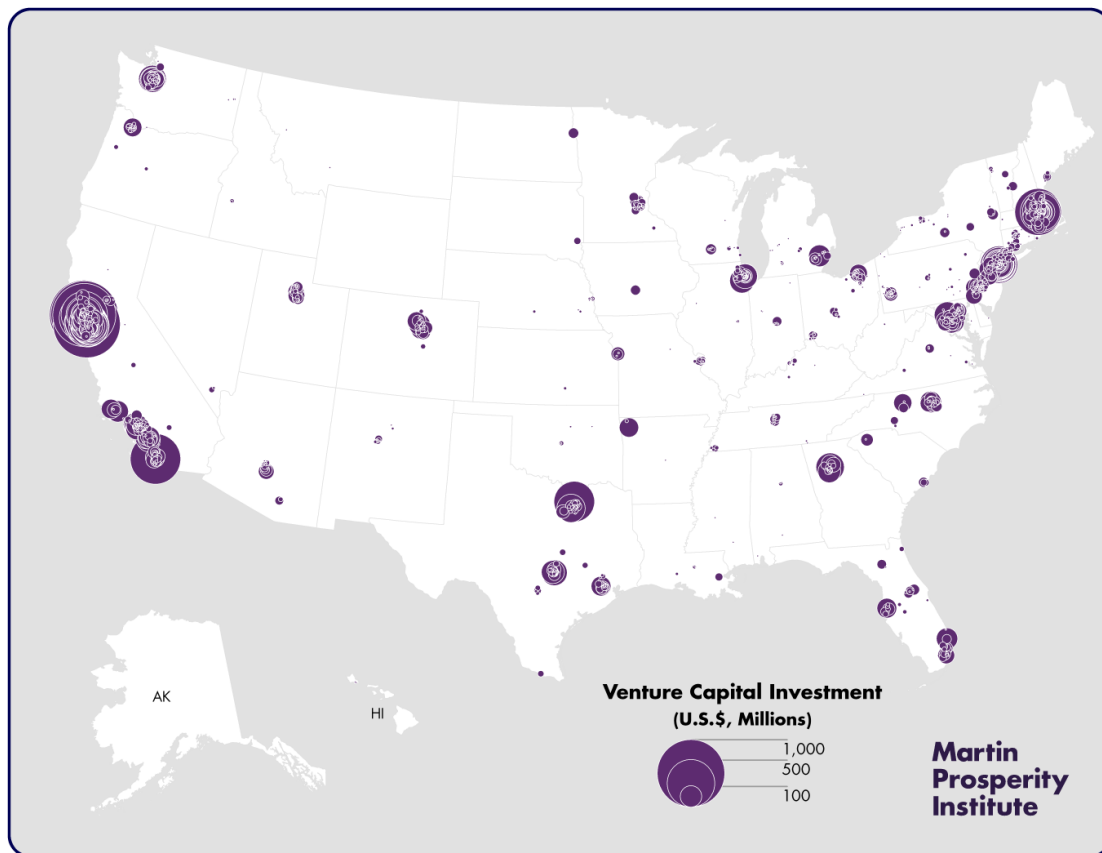 AK
HI
Venture Capital Investment
(U.S.$, Millions)
1,000
500
100
Martin
Prosperity
Institute